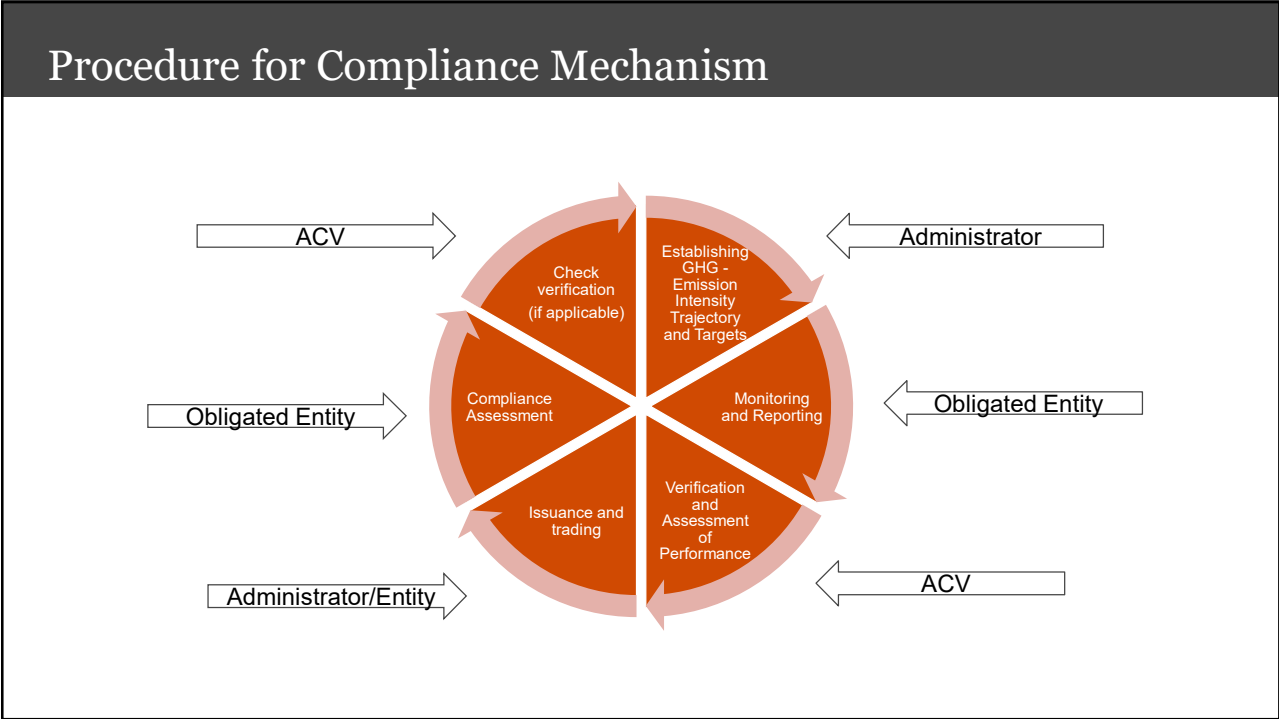 Procedure for Compliance Mechanism
ACV
Administrator
Check
verification
(if applicable)
Establishing
GHG -
Emission
Intensity
Trajectory
and Targets
Obligated Entity
Compliance
Assessment
Monitoring
and Reporting
Obligated Entity
Administrator/Entity
Issuance and
trading
Verification
and
Assessment
of
Performance
ACV